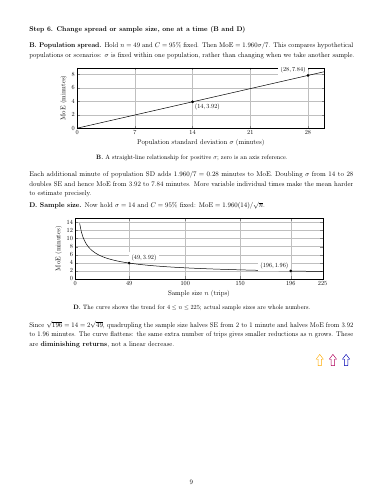 Step 6. Change spread or sample size, one at a time (B and D)
B. Population spread. Hold n = 49 and C = 95% fixed. Then MoE = 1.960σ/7. This compares hypothetical
populations or scenarios: σ is fixed within one population, rather than changing when we take another sample.
MoE (minutes)
8
6
4
2
0
(28, 7.84)
(14, 3.92)
0 7 14 21 28
Population standard deviation σ (minutes)
B. A straight-line relationship for positive σ; zero is an axis reference.
Each additional minute of population SD adds 1.960/7 = 0.28 minutes to MoE. Doubling σ from 14 to 28
doubles SE and hence MoE from 3.92 to 7.84 minutes. More variable individual times make the mean harder
to estimate precisely.
D. Sample size. Now hold σ = 14 and C = 95% fixed: MoE = 1.960(14)/√n.
MoE (minutes)
14
12
10
8
6
4
2
0
(49, 3.92)
(196, 1.96)
0 49 100 150 196 225
Sample size n (trips)
D. The curve shows the trend for 4 ≤ n ≤ 225; actual sample sizes are whole numbers.
Since √196 = 14 = 2√49, quadrupling the sample size halves SE from 2 to 1 minute and halves MoE from 3.92
to 1.96 minutes. The curve flattens: the same extra number of trips gives smaller reductions as n grows. These
are diminishing returns, not a linear decrease.
9